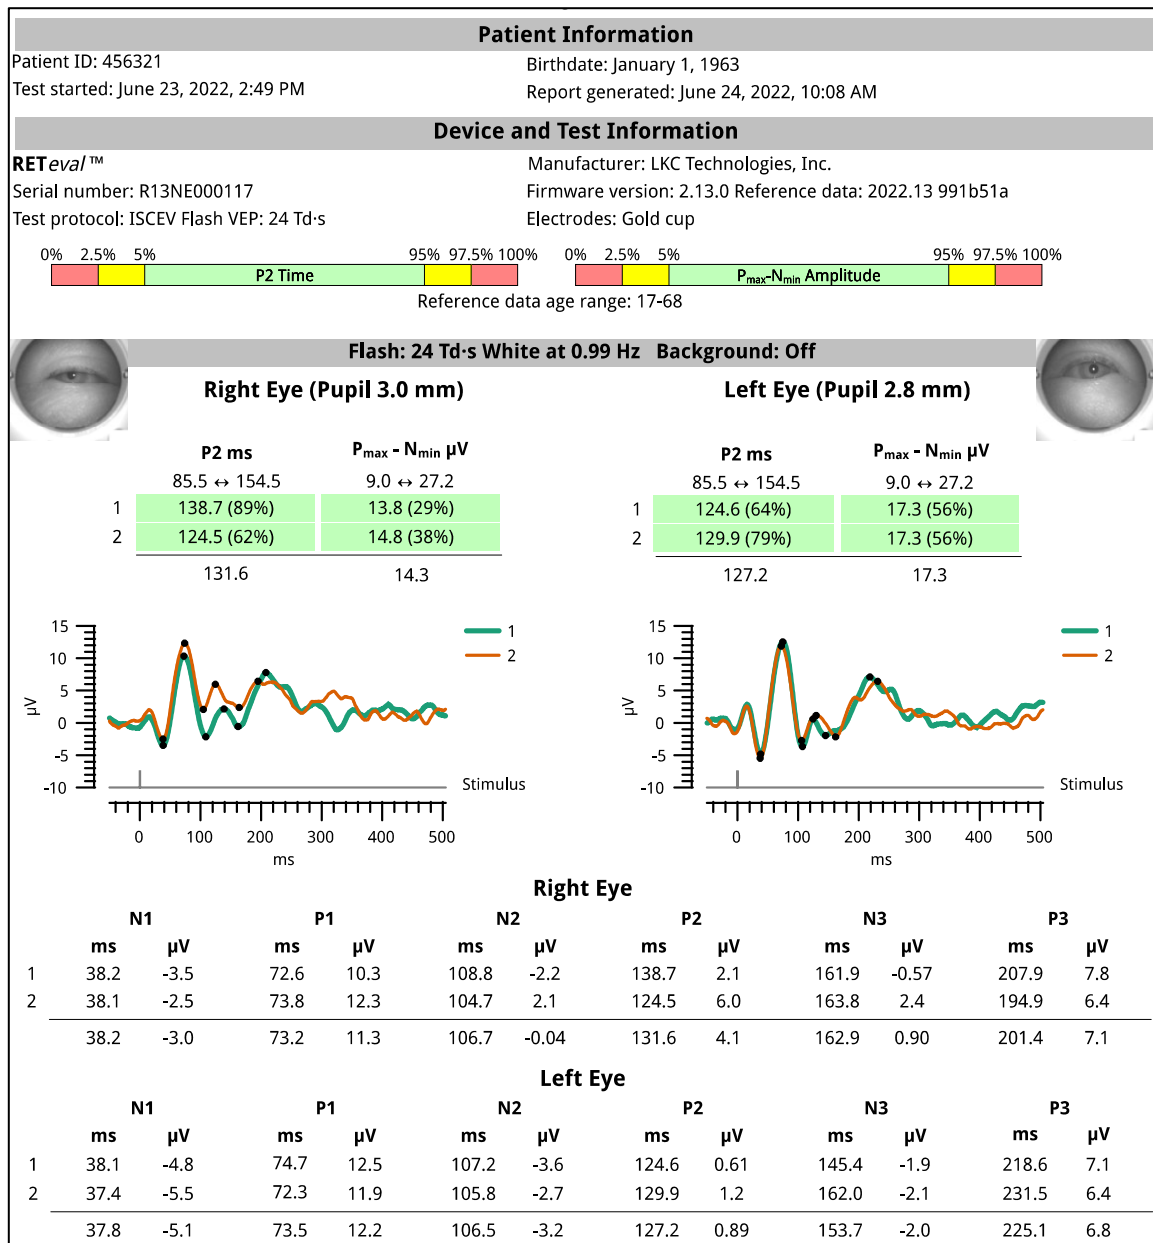 Patient Information
Patient ID: 456321
Birthdate: January 1, 1963
Test started: June 23, 2022, 2:49 PM
Report generated: June 24, 2022, 10:08 AM
Device and Test Information
RETeval ™
Manufacturer: LKC Technologies, Inc.
Serial number: R13NE000117
Firmware version: 2.13.0 Reference data: 2022.13 991b51a
Test protocol: ISCEV Flash VEP: 24 Td·s
Electrodes: Gold cup
0% 2.5% 5% 95% 97.5% 100%
P2 Time
0% 2.5% 5% 95% 97.5% 100%
Pmax-Nmin Amplitude
Reference data age range: 17-68
Flash: 24 Td·s White at 0.99 Hz Background: Off
Right Eye (Pupil 3.0 mm)
P2 ms Pmax - Nmin µV
85.5 ↔ 154.5 9.0 ↔ 27.2
1 138.7 (89%) 13.8 (29%)
2 124.5 (62%) 14.8 (38%)
131.6 14.3
Left Eye (Pupil 2.8 mm)
P2 ms Pmax - Nmin µV
85.5 ↔ 154.5 9.0 ↔ 27.2
1 124.6 (64%) 17.3 (56%)
2 129.9 (79%) 17.3 (56%)
127.2 17.3
15
10
5
0
-5
-10
µV
1
2
Stimulus
0 100 200 300 400 500
ms
15
10
5
0
-5
-10
µV
1
2
Stimulus
0 100 200 300 400 500
ms
Right Eye
N1 P1 N2 P2 N3 P3
ms µV ms µV ms µV ms µV ms µV ms µV
1 38.2 -3.5 72.6 10.3 108.8 -2.2 138.7 2.1 161.9 -0.57 207.9 7.8
2 38.1 -2.5 73.8 12.3 104.7 2.1 124.5 6.0 163.8 2.4 194.9 6.4
38.2 -3.0 73.2 11.3 106.7 -0.04 131.6 4.1 162.9 0.90 201.4 7.1
Left Eye
N1 P1 N2 P2 N3 P3
ms µV ms µV ms µV ms µV ms µV ms µV
1 38.1 -4.8 74.7 12.5 107.2 -3.6 124.6 0.61 145.4 -1.9 218.6 7.1
2 37.4 -5.5 72.3 11.9 105.8 -2.7 129.9 1.2 162.0 -2.1 231.5 6.4
37.8 -5.1 73.5 12.2 106.5 -3.2 127.2 0.89 153.7 -2.0 225.1 6.8